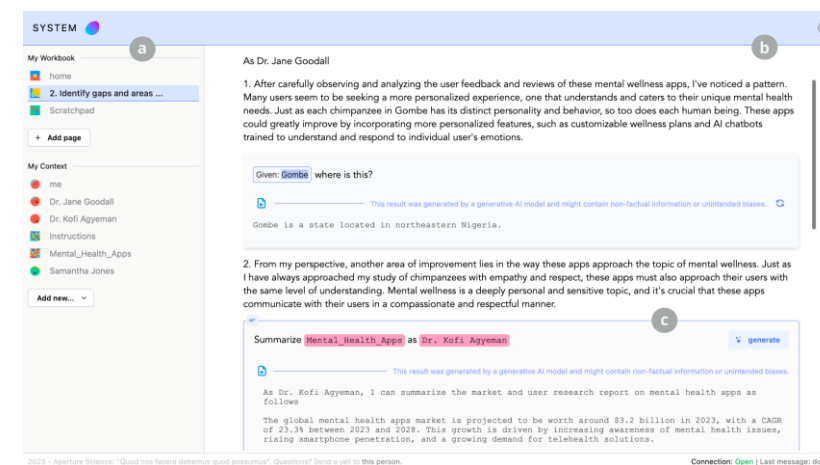 SYSTEM
a
b
My Workbook
home
2. Identify gaps and areas ...
Scratchpad
+ Add page
My Context
me
Dr. Jane Goodall
Dr. Kofi Agyeman
Instructions
Mental_Health_Apps
Samantha Jones
Add new...
As Dr. Jane Goodall
1. After carefully observing and analyzing the user feedback and reviews of these mental wellness apps, I've noticed a pattern.
Many users seem to be seeking a more personalized experience, one that understands and caters to their unique mental health
needs. Just as each chimpanzee in Gombe has its distinct personality and behavior, so too does each human being. These apps
could greatly improve by incorporating more personalized features, such as customizable wellness plans and AI chatbots
trained to understand and respond to individual user's emotions.
Given: Gombe where is this?
This result was generated by a generative AI model and might contain non-factual information or unintended biases.
Gombe is a state located in northeastern Nigeria.
2. From my perspective, another area of improvement lies in the way these apps approach the topic of mental wellness. Just as
I have always approached my study of chimpanzees with empathy and respect, these apps must also approach their users with
the same level of understanding. Mental wellness is a deeply personal and sensitive topic, and it's crucial that these apps
communicate with their users in a compassionate and respectful manner.
c
Summarize Mental_Health_Apps as Dr. Kofi Agyeman
generate
This result was generated by a generative AI model and might contain non-factual information or unintended biases.
As Dr. Kofi Agyeman, I can summarize the market and user research report on mental health apps as
follows
The global mental health apps market is projected to be worth around $3.2 billion in 2023, with a CAGR
of 23.3% between 2023 and 2028. This growth is driven by increasing awareness of mental health issues,
rising smartphone penetration, and a growing demand for telehealth solutions.
2023 - Aperture Science: "Quod nos facere debemus quod possumus". Questions? Send a yell to this person.
Connection: Open | Last message: do